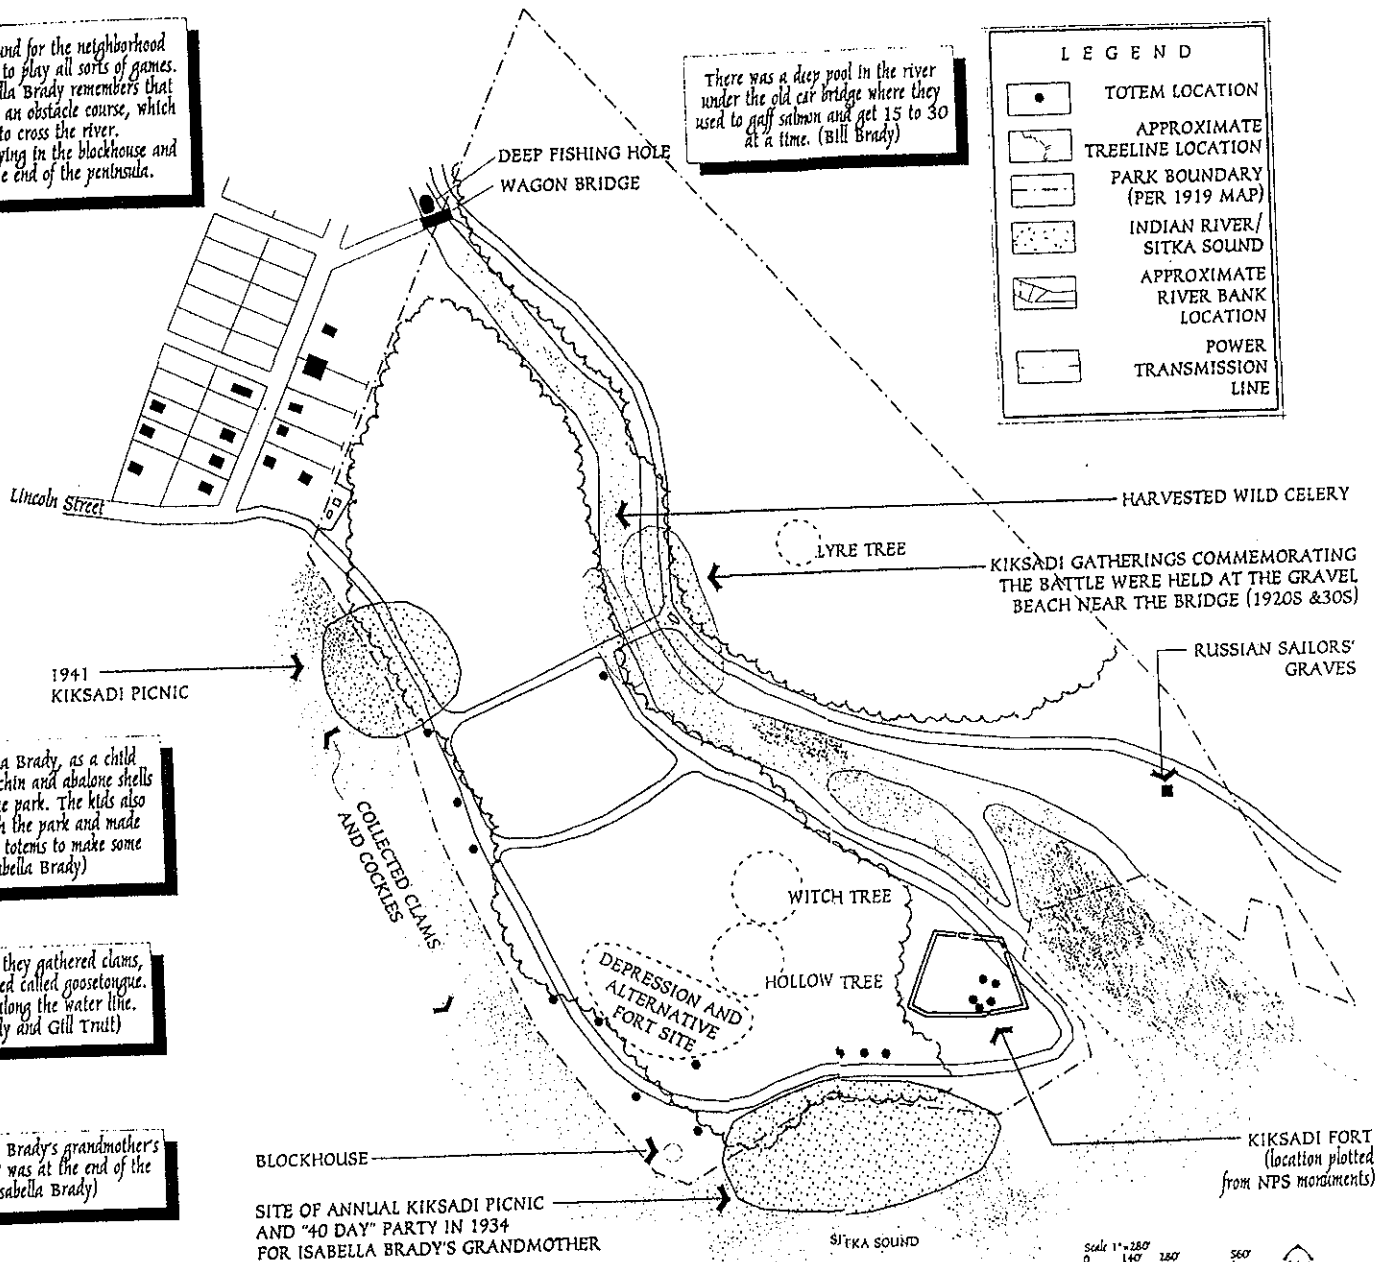 und for the neighborhood
to play all sorts of games.
lla Brady remembers that
an obstacle course, which
to cross the river.
ying in the blockhouse and
e end of the peninsula.
There was a deep pool in the river
under the old car bridge where they
used to gaff salmon and get 15 to 30
at a time. (Bill Brady)
LEGEND
TOTEM LOCATION
APPROXIMATE
TREELINE LOCATION
PARK BOUNDARY
(PER 1919 MAP)
INDIAN RIVER/
SITKA SOUND
APPROXIMATE
RIVER BANK
LOCATION
POWER
TRANSMISSION
LINE
DEEP FISHING HOLE
WAGON BRIDGE
Lincoln Street
HARVESTED WILD CELERY
LYRE TREE
KIKSADI GATHERINGS COMMEMORATING
THE BATTLE WERE HELD AT THE GRAVEL
BEACH NEAR THE BRIDGE (1920S &30S)
RUSSIAN SAILORS'
GRAVES
1941
KIKSADI PICNIC
a Brady, as a child
chin and abalone shells
e park. The kids also
h the park and made
totems to make some
abella Brady)
COLLECTED CLAMS
AND COCKLES
WITCH TREE
HOLLOW TREE
DEPRESSION AND
ALTERNATIVE
FORT SITE
they gathered clams,
ed called goosetongue.
along the water line.
dy and Gill Truit)
Brady's grandmother's
was at the end of the
sabella Brady)
BLOCKHOUSE
SITE OF ANNUAL KIKSADI PICNIC
AND "40 DAY" PARTY IN 1934
FOR ISABELLA BRADY'S GRANDMOTHER
KIKSADI FORT
(location plotted
from NPS monuments)
SITKA SOUND
Scale 1"=280'
0 140' 280' 560'